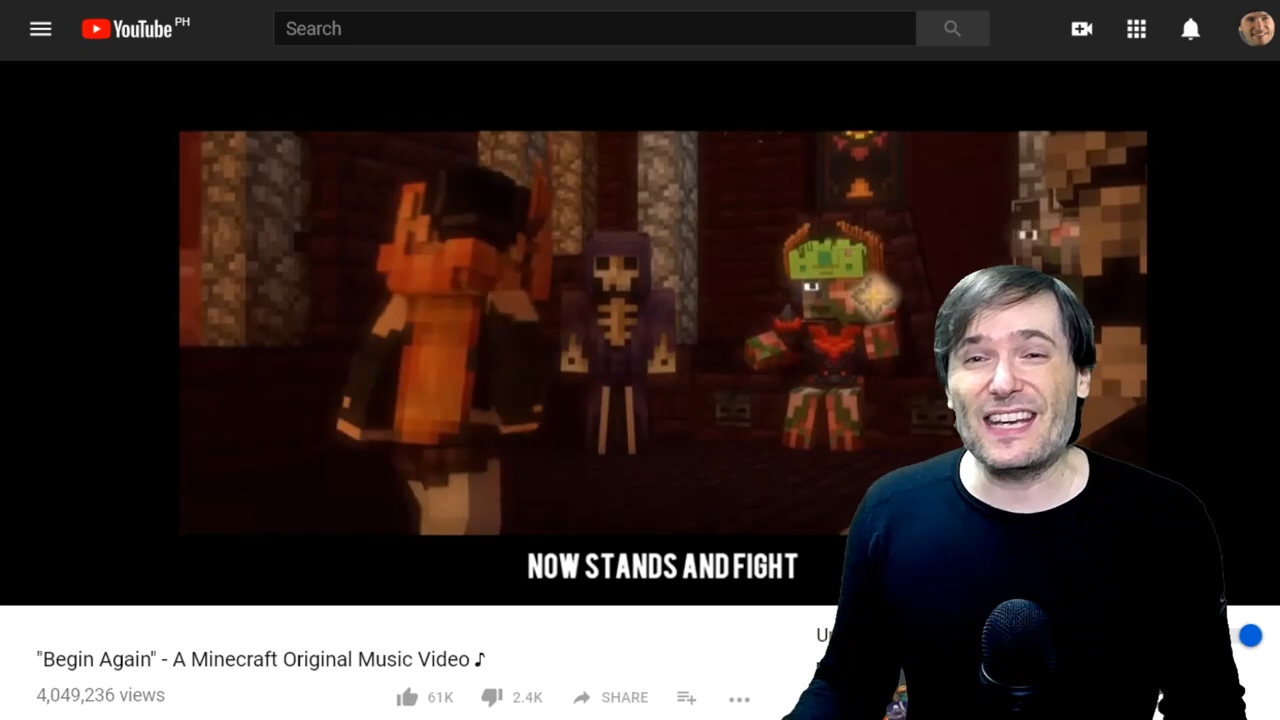 YouTube PH
Search
NOW STANDS AND FIGHT
"Begin Again" - A Minecraft Original Music Video ♪
4,049,236 views
61K
2.4K
SHARE